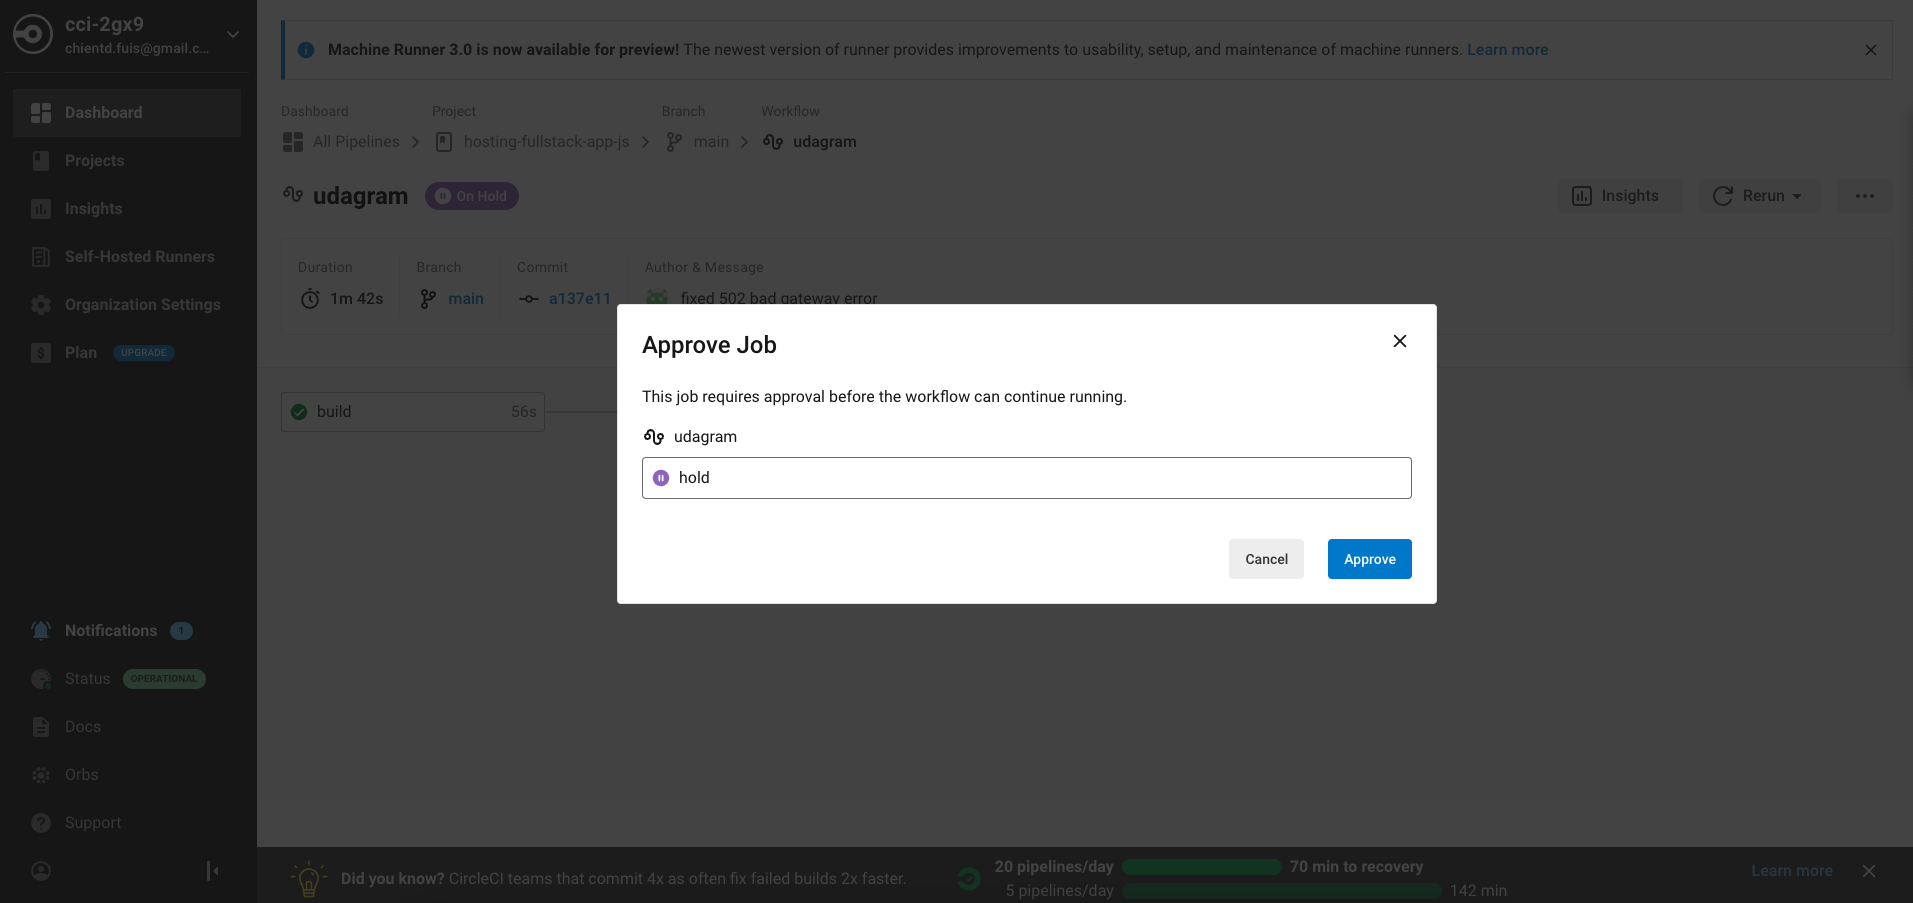 cci-2gx9
chientd.fuis@gmail.c...
Dashboard
Projects
Insights
Self-Hosted Runners
Organization Settings
Plan UPGRADE
Notifications 1
Status OPERATIONAL
Docs
Orbs
Support
Machine Runner 3.0 is now available for preview! The newest version of runner provides improvements to usability, setup, and maintenance of machine runners. Learn more
Dashboard Project Branch Workflow
All Pipelines hosting-fullstack-app-js main udagram
udagram On Hold Insights Rerun
Duration Branch Commit Author & Message
1m 42s main a137e11 fixed 502 bad gateway error
build 56s
Approve Job
This job requires approval before the workflow can continue running.
udagram
hold
Cancel Approve
Did you know? CircleCI teams that commit 4x as often fix failed builds 2x faster.
20 pipelines/day 70 min to recovery
5 pipelines/day 142 min
Learn more